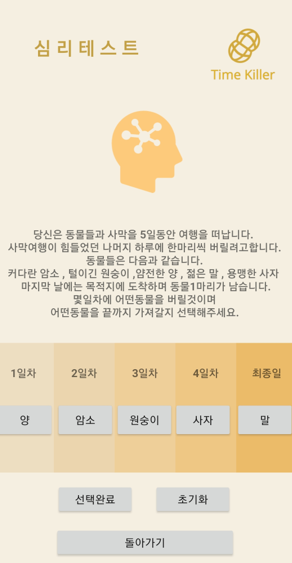 심리테스트
Time Killer
당신은 동물들과 사막을 5일동안 여행을 떠납니다.
사막여행이 힘들었던 나머지 하루에 한마리씩 버릴려고합니다.
동물들은 다음과 같습니다.
커다란 암소 , 털이긴 원숭이 ,얌전한 양 , 젊은 말 , 용맹한 사자
마지막 날에는 목적지에 도착하며 동물1마리가 남습니다.
몇일차에 어떤동물을 버릴것이며
어떤동물을 끝까지 가져갈지 선택해주세요.
1일차 2일차 3일차 4일차 최종일
양 암소 원숭이 사자 말
선택완료 초기화
돌아가기